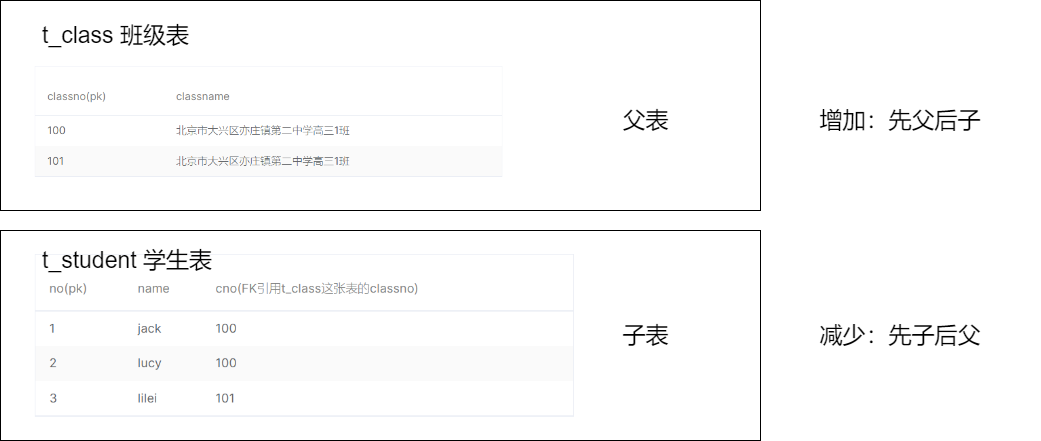 t_class 班级表
classno(pk) classname
100 北京市大兴区亦庄镇第二中学高三1班
101 北京市大兴区亦庄镇第二中学高三1班
父表
增加：先父后子
t_student 学生表
no(pk) name cno(FK引用t_class这张表的classno)
1 jack 100
2 lucy 100
3 lilei 101
子表
减少：先子后父